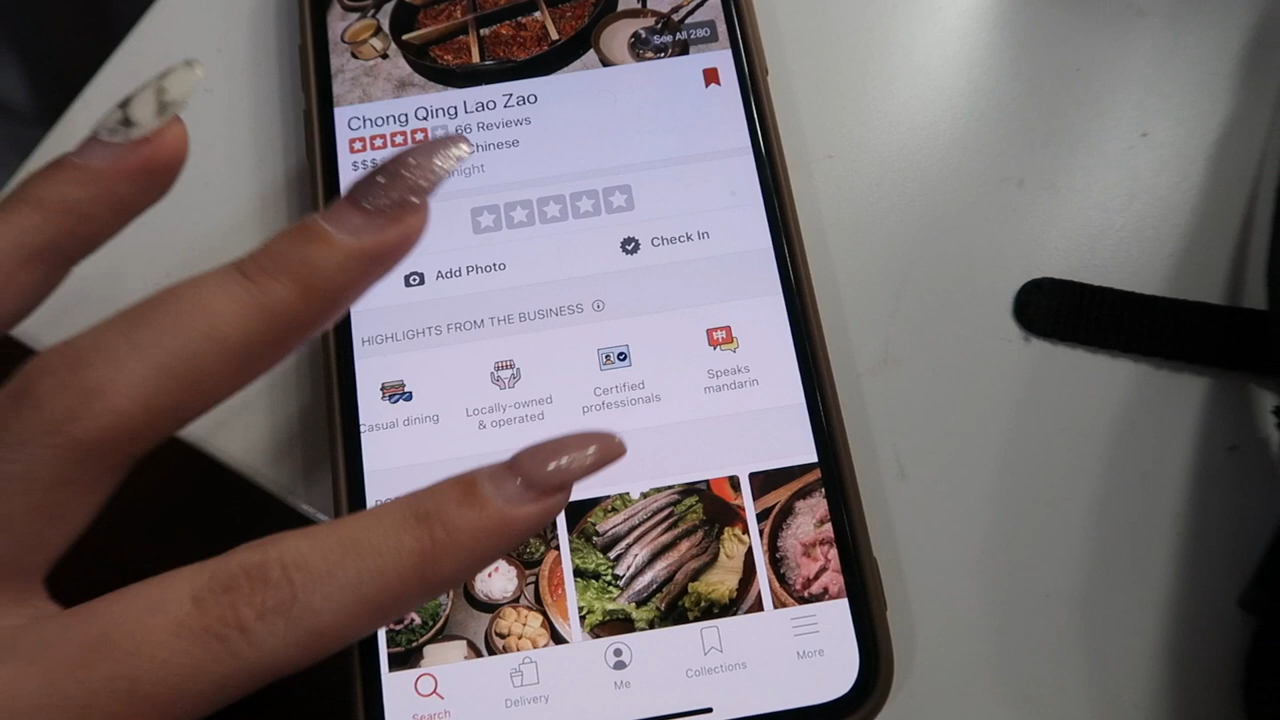 See All 280
Chong Qing Lao Zao
66 Reviews
$$$
Chinese
Add Photo
Check In
HIGHLIGHTS FROM THE BUSINESS
Casual dining
Locally-owned
& operated
Certified
professionals
Speaks
mandarin
Search
Delivery
Me
Collections
More